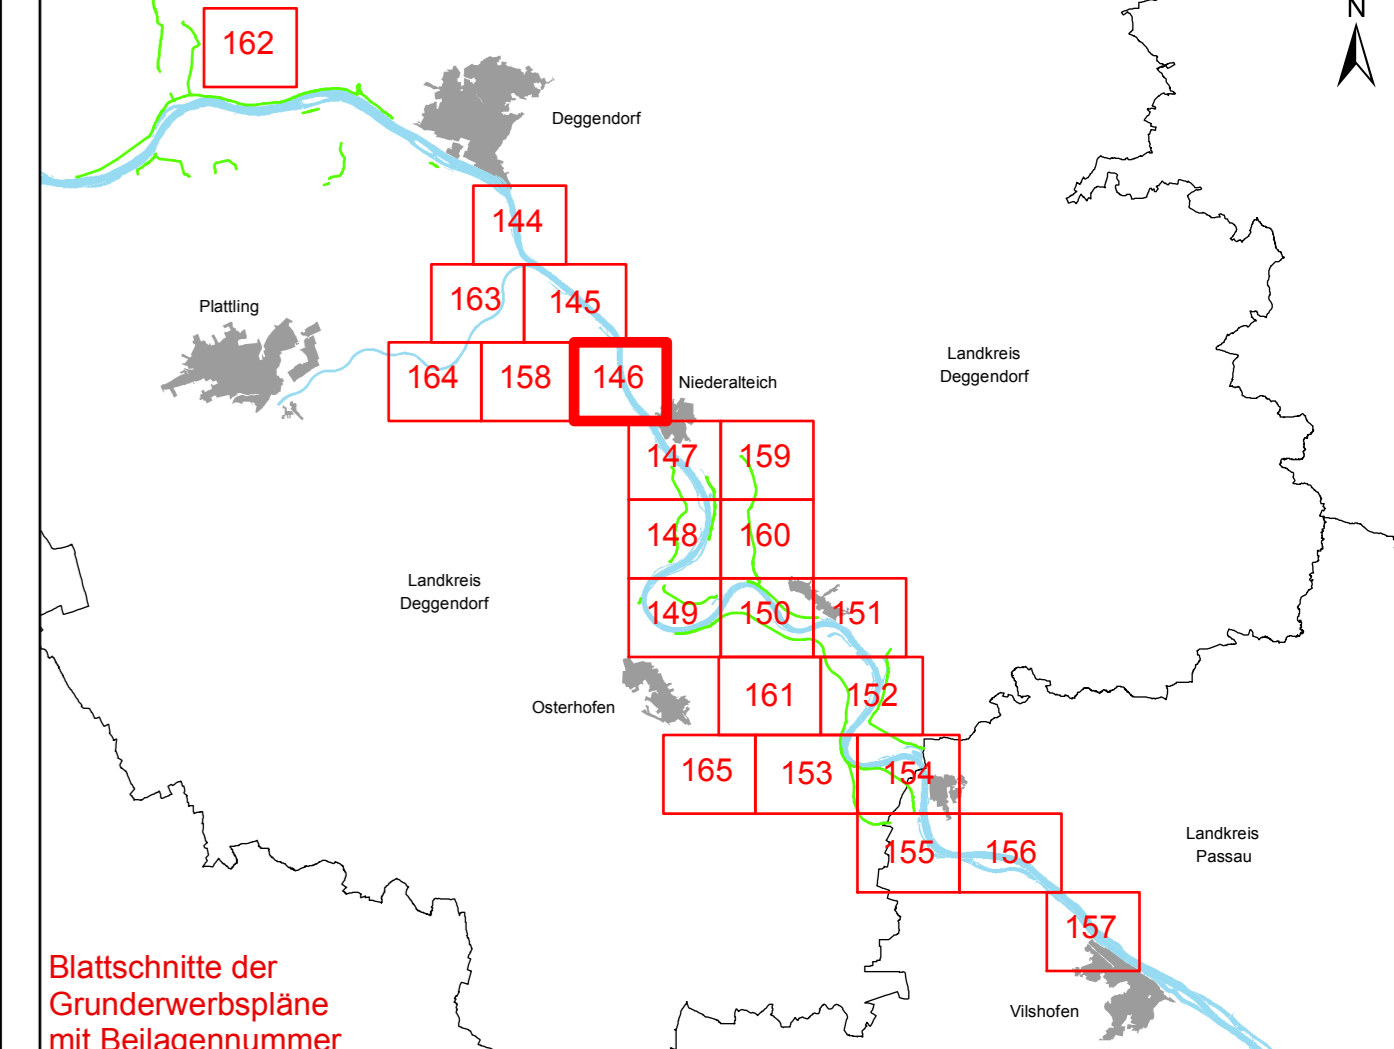 N
162
Deggendorf
144
Plattling
163
145
164
158
146
Niederalteich
Landkreis
Deggendorf
147
159
148
160
Landkreis
Deggendorf
149
150
151
161
152
Osterhofen
165
153
154
155
156
Landkreis
Passau
157
Vilshofen
Blattschnitte der
Grunderwerbspläne
mit Beilagennummer